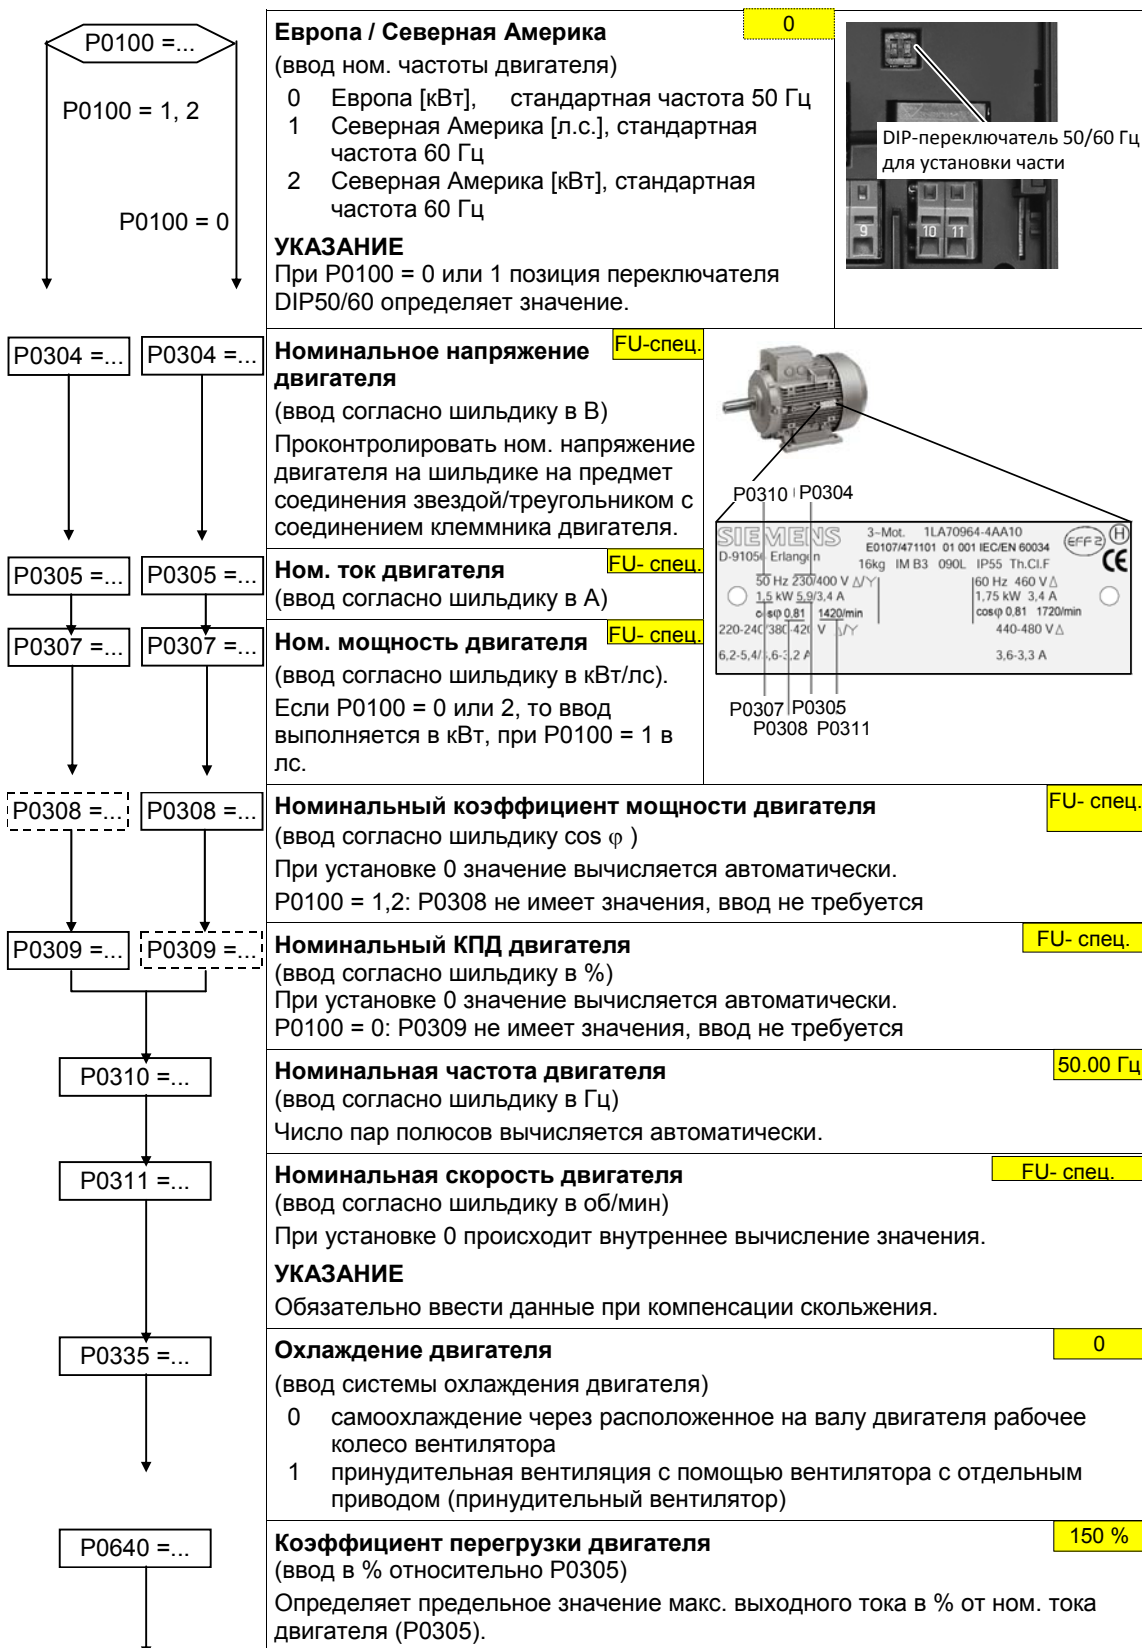 P0100 =...
P0100 = 1, 2
P0100 = 0
Европа / Северная Америка
0
(ввод ном. частоты двигателя)
0 Европа [кВт], стандартная частота 50 Гц
1 Северная Америка [л.с.], стандартная
частота 60 Гц
2 Северная Америка [кВт], стандартная
частота 60 Гц
УКАЗАНИЕ
При P0100 = 0 или 1 позиция переключателя
DIP50/60 определяет значение.
DIP-переключатель 50/60 Гц
для установки части
9
10 11
P0304 =... P0304 =...
Номинальное напряжение
двигателя
FU-спец.
(ввод согласно шильдику в В)
Проконтролировать ном. напряжение
двигателя на шильдике на предмет
соединения звездой/треугольником с
соединением клеммника двигателя.
P0310 P0304
SIEMENS
3~Mot. 1LA70964-4AA10
E0107/471101 01 001 IEC/EN 60034
EFF 2
H
D-91056 Erlangen
16kg IM B3 090L IP55 Th.Cl.F
CE
50 Hz 230/400 V Δ/Y
60 Hz 460 V Δ
1,5 kW 5,9/3,4 A
1,75 kW 3,4 A
cosφ 0,81 1420/min
cosφ 0,81 1720/min
220-240/380-420 V Δ/Y
440-480 V Δ
6,2-5,4/3,6-3,2 A
3,6-3,3 A
P0307 P0305
P0308 P0311
P0305 =... P0305 =...
Ном. ток двигателя
FU- спец.
(ввод согласно шильдику в А)
P0307 =... P0307 =...
Ном. мощность двигателя
FU- спец.
(ввод согласно шильдику в кВт/лс).
Если P0100 = 0 или 2, то ввод
выполняется в кВт, при P0100 = 1 в
лс.
P0308 =... P0308 =...
Номинальный коэффициент мощности двигателя
FU- спец.
(ввод согласно шильдику cos φ )
При установке 0 значение вычисляется автоматически.
P0100 = 1,2: P0308 не имеет значения, ввод не требуется
P0309 =... P0309 =...
Номинальный КПД двигателя
FU- спец.
(ввод согласно шильдику в %)
При установке 0 значение вычисляется автоматически.
P0100 = 0: P0309 не имеет значения, ввод не требуется
P0310 =...
Номинальная частота двигателя
50.00 Гц
(ввод согласно шильдику в Гц)
Число пар полюсов вычисляется автоматически.
P0311 =...
Номинальная скорость двигателя
FU- спец.
(ввод согласно шильдику в об/мин)
При установке 0 происходит внутреннее вычисление значения.
УКАЗАНИЕ
Обязательно ввести данные при компенсации скольжения.
P0335 =...
Охлаждение двигателя
0
(ввод системы охлаждения двигателя)
0 самоохлаждение через расположенное на валу двигателя рабочее
колесо вентилятора
1 принудительная вентиляция с помощью вентилятора с отдельным
приводом (принудительный вентилятор)
P0640 =...
Коэффициент перегрузки двигателя
150 %
(ввод в % относительно P0305)
Определяет предельное значение макс. выходного тока в % от ном. тока
двигателя (P0305).